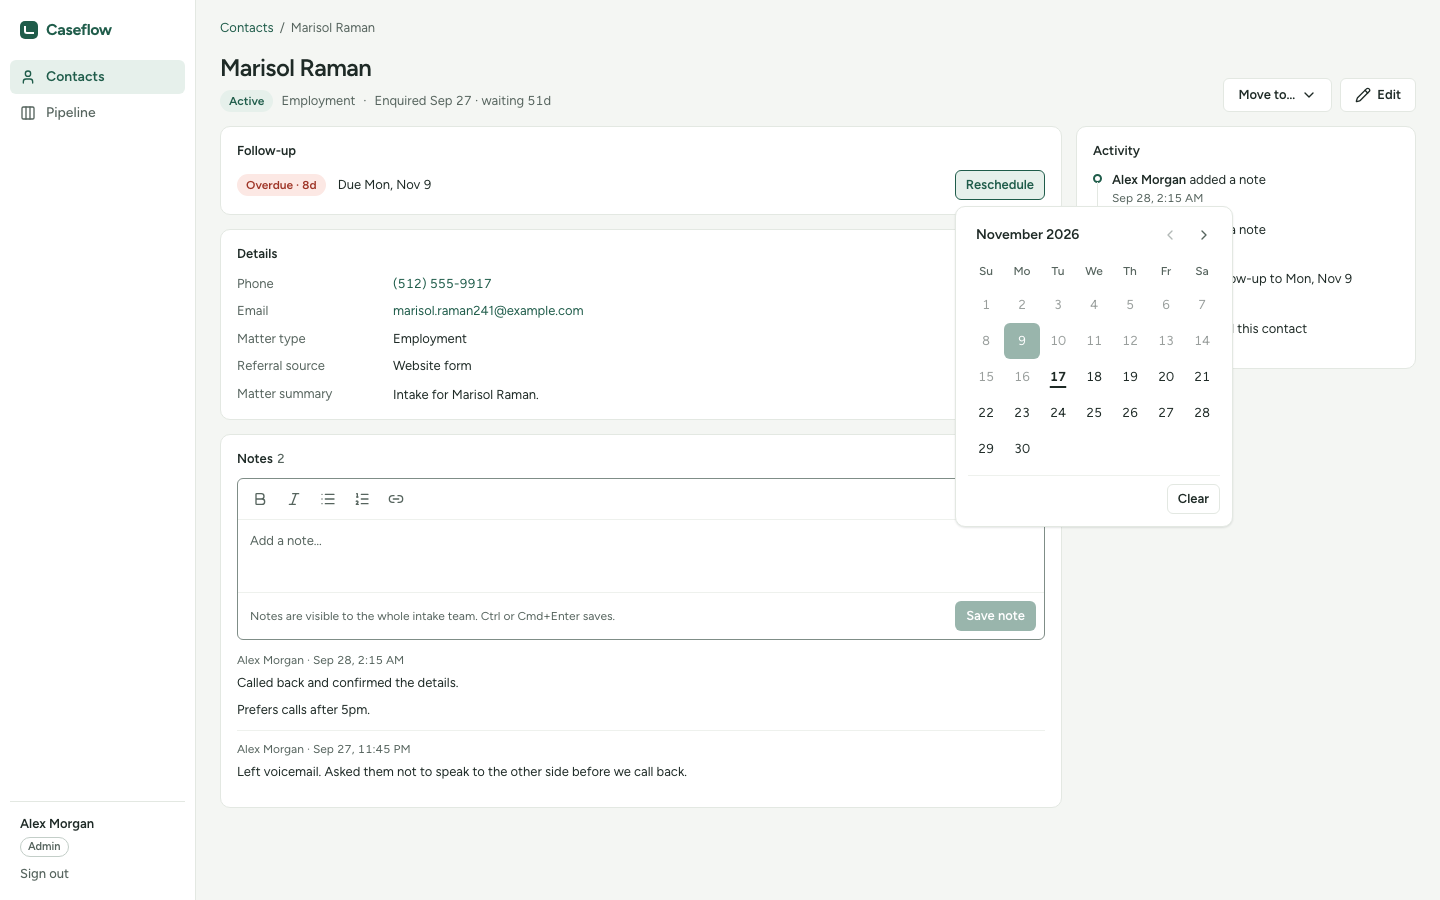 Caseflow
Contacts
Pipeline
Alex Morgan
Admin
Sign out
Contacts / Marisol Raman
Marisol Raman
Active Employment · Enquired Sep 27 · waiting 51d
Move to... Edit
Follow-up
Overdue · 8d Due Mon, Nov 9 Reschedule
Details
Phone (512) 555-9917
Email marisol.raman241@example.com
Matter type Employment
Referral source Website form
Matter summary Intake for Marisol Raman.
Notes 2
Add a note...
Notes are visible to the whole intake team. Ctrl or Cmd+Enter saves. Save note
Alex Morgan · Sep 28, 2:15 AM
Called back and confirmed the details.
Prefers calls after 5pm.
Alex Morgan · Sep 27, 11:45 PM
Left voicemail. Asked them not to speak to the other side before we call back.
November 2026
Su Mo Tu We Th Fr Sa
1 2 3 4 5 6 7
8 9 10 11 12 13 14
15 16 17 18 19 20 21
22 23 24 25 26 27 28
29 30
Clear
Activity
Alex Morgan added a note
Sep 28, 2:15 AM
note
to Mon, Nov 9
this contact